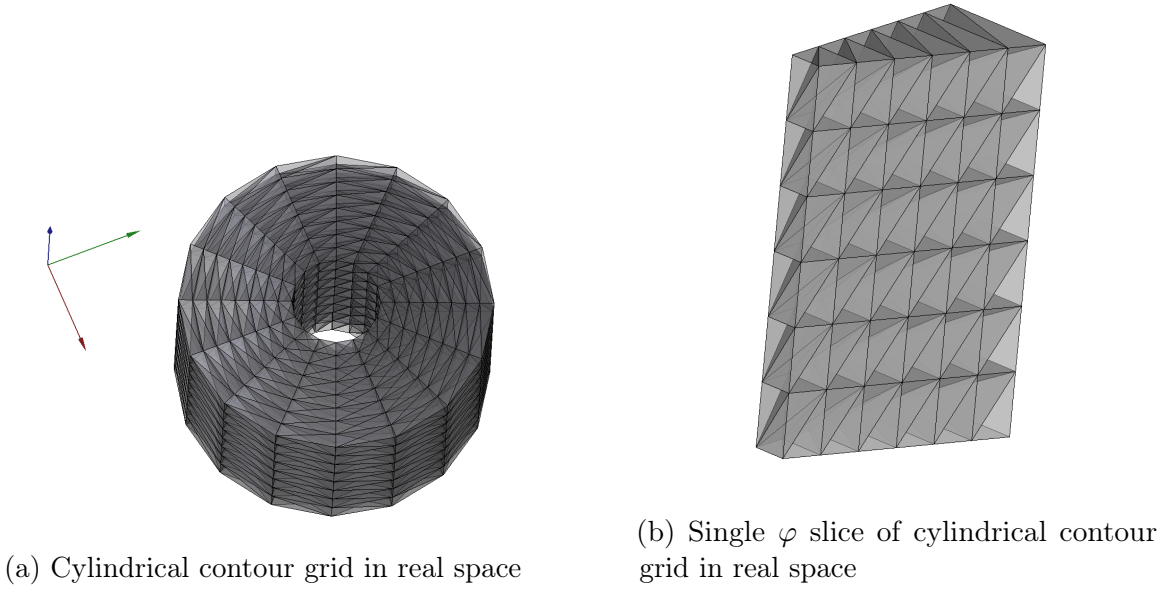 (a) Cylindrical contour grid in real space
(b) Single φ slice of cylindrical contour
grid in real space